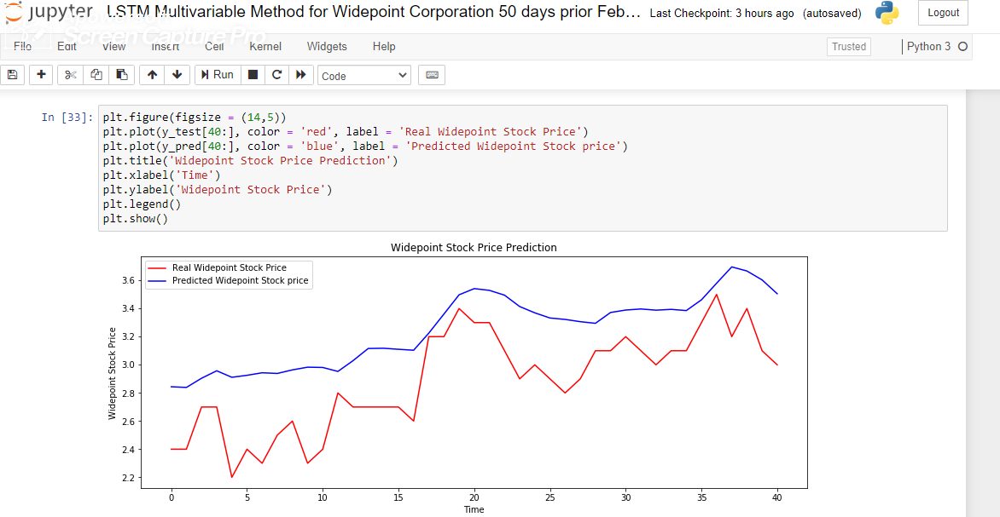 jupyter LSTM Multivariable Method for Widepoint Corporation 50 days prior Feb... Last Checkpoint: 3 hours ago (autosaved) Logout
Screen Capture Pro
File Edit View Insert Cell Kernel Widgets Help Trusted Python 3
Run Code
In [33]: plt.figure(figsize = (14,5))
plt.plot(y_test[40:], color = 'red', label = 'Real Widepoint Stock Price')
plt.plot(y_pred[40:], color = 'blue', label = 'Predicted Widepoint Stock price')
plt.title('Widepoint Stock Price Prediction')
plt.xlabel('Time')
plt.ylabel('Widepoint Stock Price')
plt.legend()
plt.show()
Widepoint Stock Price Prediction
Real Widepoint Stock Price
Predicted Widepoint Stock price
Widepoint Stock Price
3.6
3.4
3.2
3.0
2.8
2.6
2.4
2.2
0 5 10 15 20 25 30 35 40
Time